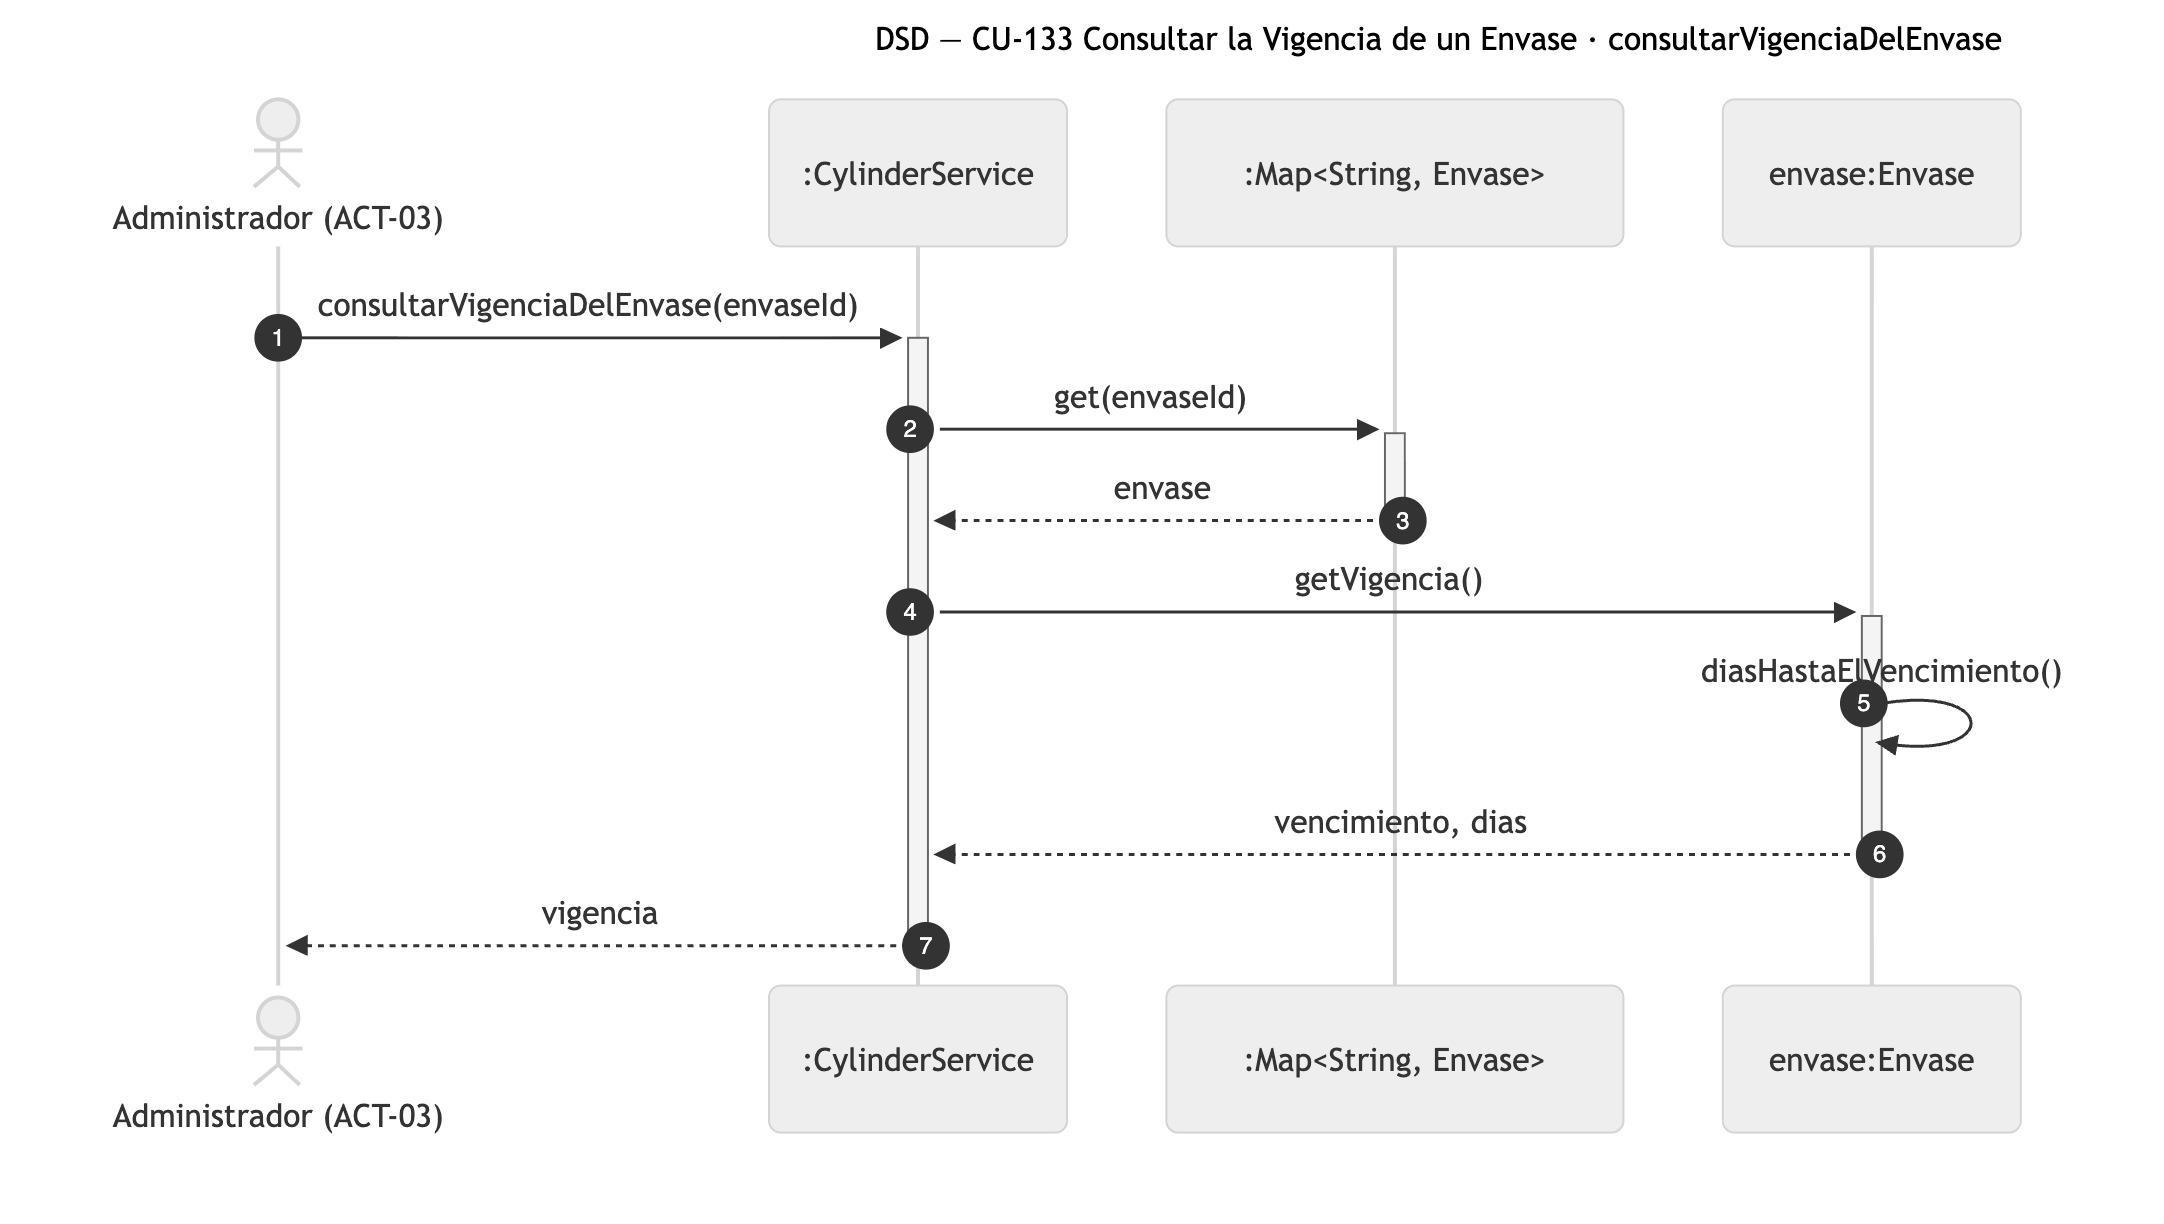 DSD — CU-133 Consultar la Vigencia de un Envase · consultarVigenciaDelEnvase
Administrador (ACT-03)
:CylinderService
:Map<String, Envase>
envase:Envase
consultarVigenciaDelEnvase(envaseId)
1
get(envaseId)
2
envase
3
getVigencia()
4
diasHastaElVencimiento()
5
vencimiento, dias
6
vigencia
7
:CylinderService
:Map<String, Envase>
envase:Envase
Administrador (ACT-03)